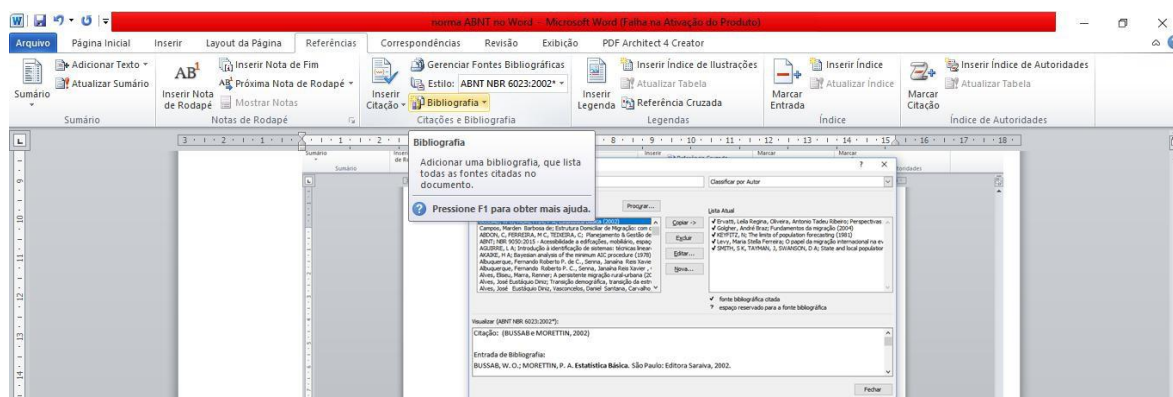 norma ABNT no Word - Microsoft Word (Falha na Ativação do Produto)
Arquivo Página Inicial Inserir Layout da Página Referências Correspondências Revisão Exibição PDF Architect 4 Creator
Sumário
Adicionar Texto
Atualizar Sumário
Sumário
Inserir Nota de Rodapé
Inserir Nota de Fim
Próxima Nota de Rodapé
Mostrar Notas
Notas de Rodapé
Inserir Citação
Gerenciar Fontes Bibliográficas
Estilo: ABNT NBR 6023:2002*
Bibliografia
Citações e Bibliografia
Inserir Legenda
Inserir Índice de Ilustrações
Atualizar Tabela
Referência Cruzada
Legendas
Marcar Entrada
Inserir Índice
Atualizar Índice
Índice
Marcar Citação
Inserir Índice de Autoridades
Atualizar Tabela
Índice de Autoridades
Bibliografia
Adicionar uma bibliografia, que lista
todas as fontes citadas no
documento.
Pressione F1 para obter mais ajuda.
Classificar por Autor
Procurar...
Lista Atual
Campos, Marden Barbosa de; Estrutura Domiciliar de Migração: com
ABDON, C, FERREIRA, M C, TEIXEIRA, C; Planejamento & Gestão de
ABNT; NBR 9050:2015 - Acessibilidade a edificações, mobiliário, espaç
AGUIRRE, L A; Introdução à identificação de sistemas: técnicas linear
AKAIKE, H A; Bayesian analysis of the minimum AIC procedure (1978)
Albuquerque, Fernando Roberto P. de C., Senna, Janaína Reis Xavie
Albuquerque, Fernando Roberto P. C., Senna, Janaína Reis Xavier ,
Alves, Eliseu, Marra, Renner; A persistente migração rural-urbana (2C
Alves, José Eustáquio Diniz; Transição demográfica, transição da estr
Alves, José Eustáquio Diniz, Vasconcelos, Daniel Santana, Carvalho
Copiar ->
Excluir
Editar...
Nova...
Ervatti, Leila Regina, Oliveira, Antonio Tadeu Ribeiro; Perspectivas
Golgher, André Braz; Fundamentos da migração (2004)
KEYFITZ, N; The limits of population forecasting (1981)
Levy, Maria Stella Ferreira; O papel da migração internacional na ev
SMITH, S K, TAYMAN, J, SWANSON, D A; State and local populatior
fonte bibliográfica citada
? espaço reservado para a fonte bibliográfica
Visualizar (ABNT NBR 6023:2002*):
Citação: (BUSSAB e MORETTIN, 2002)
Entrada de Bibliografia:
BUSSAB, W. O.; MORETTIN, P. A. Estatística Básica. São Paulo: Editora Saraiva, 2002.
Fechar